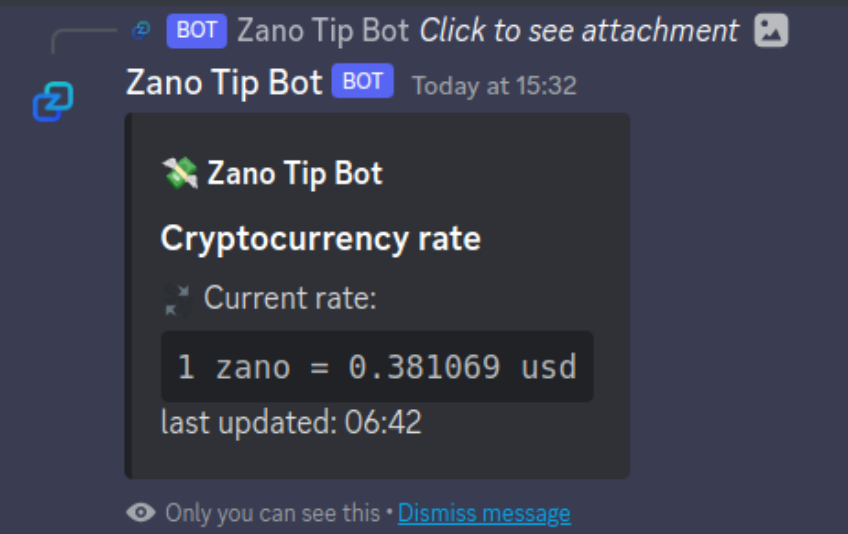 BOT Zano Tip Bot Click to see attachment
Zano Tip Bot BOT Today at 15:32
Zano Tip Bot
Cryptocurrency rate
Current rate:
1 zano = 0.381069 usd
last updated: 06:42
Only you can see this • Dismiss message